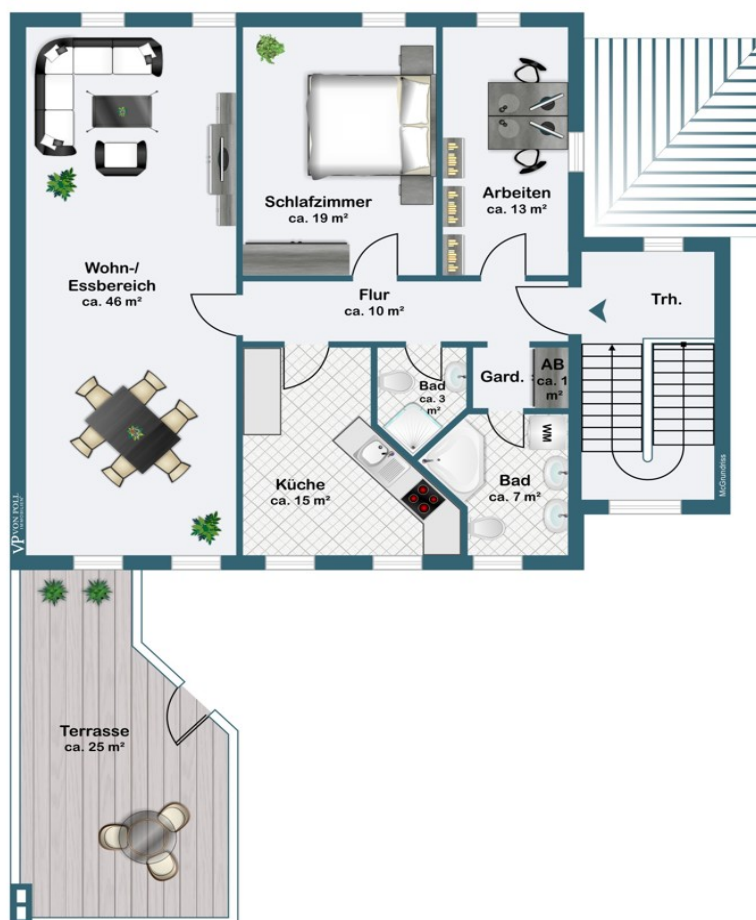 Schlafzimmer
ca. 19 m²
Arbeiten
ca. 13 m²
Wohn-/
Essbereich
ca. 46 m²
Flur
ca. 10 m²
Trh.
Bad
ca. 3
m²
Gard.
AB
ca. 1
m²
WM
Küche
ca. 15 m²
Bad
ca. 7 m²
McGrundriss
VP VON POLL
IMMOBILIEN
Terrasse
ca. 25 m²